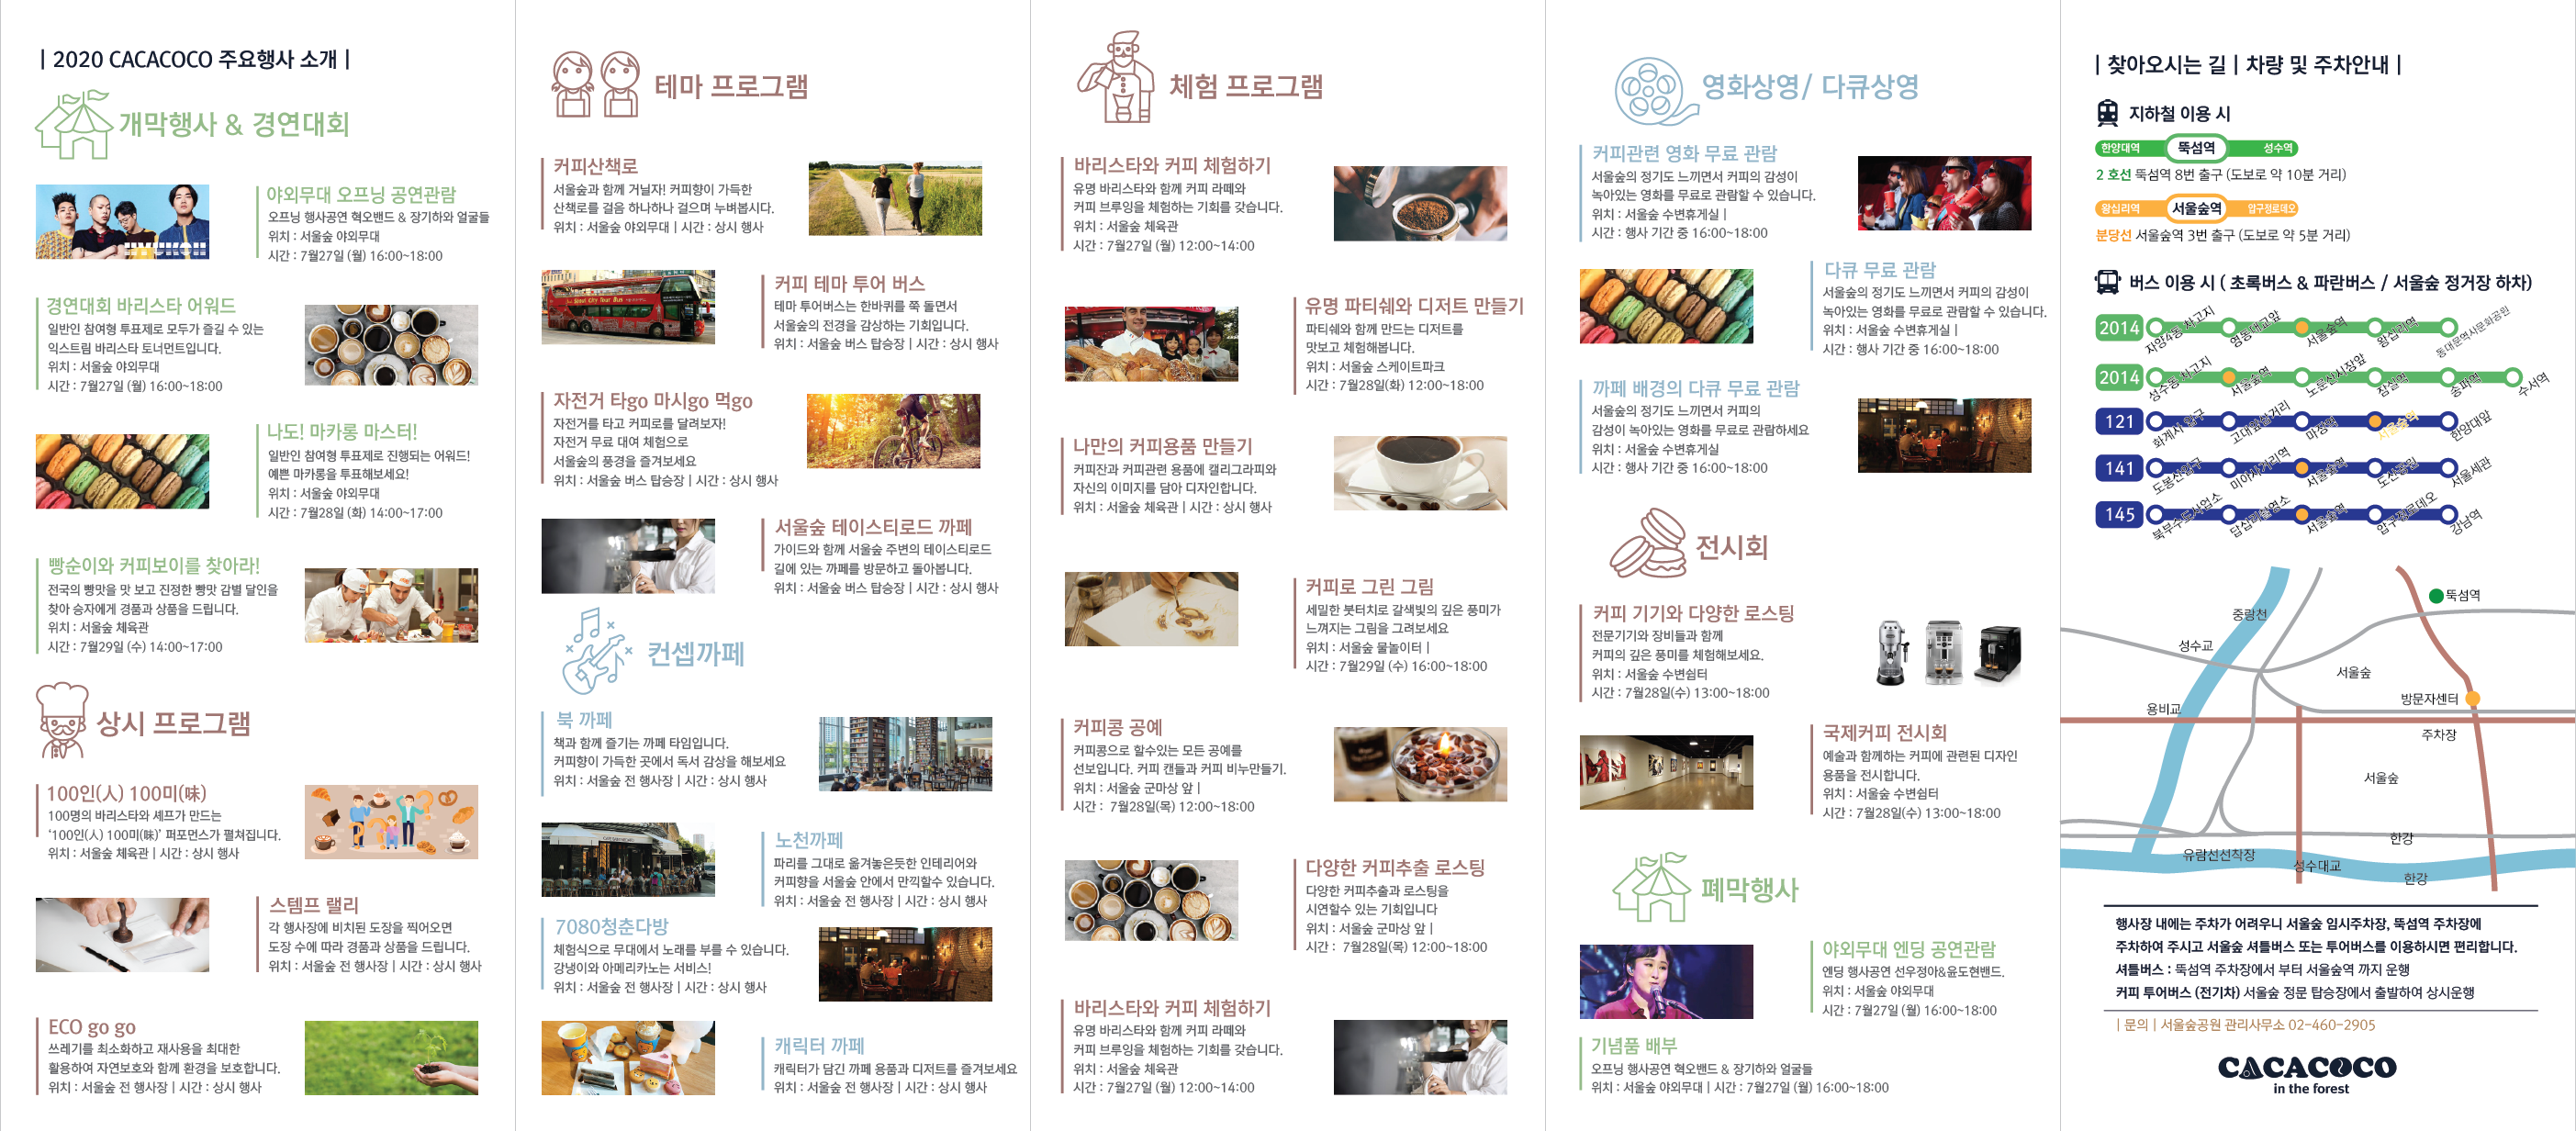 | 2020 CACACOCO 주요행사 소개 |
개막행사 & 경연대회
야외무대 오프닝 공연관람
오프닝 행사공연 혁오밴드 & 장기하와 얼굴들
위치 : 서울숲 야외무대
시간 : 7월27일 (월) 16:00~18:00
경연대회 바리스타 어워드
일반인 참여형 투표제로 모두가 즐길 수 있는
익스트림 바리스타 토너먼트입니다.
위치 : 서울숲 야외무대
시간 : 7월27일 (월) 16:00~18:00
나도! 마카롱 마스터!
일반인 참여형 투표제로 진행되는 어워드!
예쁜 마카롱을 투표해보세요!
위치 : 서울숲 야외무대
시간 : 7월28일 (화) 14:00~17:00
빵순이와 커피보이를 찾아라!
전국의 빵맛을 맛 보고 진정한 빵맛 감별 달인을
찾아 승자에게 경품과 상품을 드립니다.
위치 : 서울숲 체육관
시간 : 7월29일 (수) 14:00~17:00
상시 프로그램
100인(人) 100미(味)
100명의 바리스타와 셰프가 만드는
‘100인(人) 100미(味)’ 퍼포먼스가 펼쳐집니다.
위치 : 서울숲 체육관 | 시간 : 상시 행사
스템프 랠리
각 행사장에 비치된 도장을 찍어오면
도장 수에 따라 경품과 상품을 드립니다.
위치 : 서울숲 전 행사장 | 시간 : 상시 행사
ECO go go
쓰레기를 최소화하고 재사용을 최대한
활용하여 자연보호와 함께 환경을 보호합니다.
위치 : 서울숲 전 행사장 | 시간 : 상시 행사
테마 프로그램
커피산책로
서울숲과 함께 거닐자! 커피향이 가득한
산책로를 걸음 하나하나 걸으며 누벼봅시다.
위치 : 서울숲 야외무대 | 시간 : 상시 행사
커피 테마 투어 버스
테마 투어버스는 한바퀴를 쭉 돌면서
서울숲의 전경을 감상하는 기회입니다.
위치 : 서울숲 버스 탑승장 | 시간 : 상시 행사
자전거 타go 마시go 먹go
자전거를 타고 커피로를 달려보자!
자전거 무료 대여 체험으로
서울숲의 풍경을 즐겨보세요
위치 : 서울숲 버스 탑승장 | 시간 : 상시 행사
서울숲 테이스티로드 까페
가이드와 함께 서울숲 주변의 테이스티로드
길에 있는 까페를 방문하고 돌아봅니다.
위치 : 서울숲 버스 탑승장 | 시간 : 상시 행사
컨셉까페
북 까페
책과 함께 즐기는 까페 타임입니다.
커피향이 가득한 곳에서 독서 감상을 해보세요
위치 : 서울숲 전 행사장 | 시간 : 상시 행사
노천까페
파리를 그대로 옮겨놓은듯한 인테리어와
커피향을 서울숲 안에서 만끽할수 있습니다.
위치 : 서울숲 전 행사장 | 시간 : 상시 행사
7080청춘다방
체험식으로 무대에서 노래를 부를 수 있습니다.
강냉이와 아메리카노는 서비스!
위치 : 서울숲 전 행사장 | 시간 : 상시 행사
캐릭터 까페
캐릭터가 담긴 까페 용품과 디저트를 즐겨보세요
위치 : 서울숲 전 행사장 | 시간 : 상시 행사
체험 프로그램
바리스타와 커피 체험하기
유명 바리스타와 함께 커피 라떼와
커피 브루잉을 체험하는 기회를 갖습니다.
위치 : 서울숲 체육관
시간 : 7월27일 (월) 12:00~14:00
유명 파티쉐와 디저트 만들기
파티쉐와 함께 만드는 디저트를
맛보고 체험해봅니다.
위치 : 서울숲 스케이트파크
시간 : 7월28일(화) 12:00~18:00
나만의 커피용품 만들기
커피잔과 커피관련 용품에 캘리그라피와
자신의 이미지를 담아 디자인합니다.
위치 : 서울숲 체육관 | 시간 : 상시 행사
커피로 그린 그림
세밀한 붓터치로 갈색빛의 깊은 풍미가
느껴지는 그림을 그려보세요
위치 : 서울숲 물놀이터 |
시간 : 7월29일 (수) 16:00~18:00
커피콩 공예
커피콩으로 할수있는 모든 공예를
선보입니다. 커피 캔들과 커피 비누만들기.
위치 : 서울숲 군마상 앞 |
시간 : 7월28일(목) 12:00~18:00
다양한 커피추출 로스팅
다양한 커피추출과 로스팅을
시연할수 있는 기회입니다
위치 : 서울숲 군마상 앞 |
시간 : 7월28일(목) 12:00~18:00
바리스타와 커피 체험하기
유명 바리스타와 함께 커피 라떼와
커피 브루잉을 체험하는 기회를 갖습니다.
위치 : 서울숲 체육관
시간 : 7월27일 (월) 12:00~14:00
영화상영/ 다큐상영
커피관련 영화 무료 관람
서울숲의 정기도 느끼면서 커피의 감성이
녹아있는 영화를 무료로 관람할 수 있습니다.
위치 : 서울숲 수변휴게실 |
시간 : 행사 기간 중 16:00~18:00
다큐 무료 관람
서울숲의 정기도 느끼면서 커피의 감성이
녹아있는 영화를 무료로 관람할 수 있습니다.
위치 : 서울숲 수변휴게실 |
시간 : 행사 기간 중 16:00~18:00
까페 배경의 다큐 무료 관람
서울숲의 정기도 느끼면서 커피의
감성이 녹아있는 영화를 무료로 관람하세요
위치 : 서울숲 수변휴게실
시간 : 행사 기간 중 16:00~18:00
전시회
커피 기기와 다양한 로스팅
전문기기와 장비들과 함께
커피의 깊은 풍미를 체험해보세요.
위치 : 서울숲 수변쉼터
시간 : 7월28일(수) 13:00~18:00
국제커피 전시회
예술과 함께하는 커피에 관련된 디자인
용품을 전시합니다.
위치 : 서울숲 수변쉼터
시간 : 7월28일(수) 13:00~18:00
폐막행사
야외무대 엔딩 공연관람
엔딩 행사공연 선우정아&윤도현밴드.
위치 : 서울숲 야외무대
시간 : 7월27일 (월) 16:00~18:00
기념품 배부
오프닝 행사공연 혁오밴드 & 장기하와 얼굴들
위치 : 서울숲 야외무대 | 시간 : 7월27일 (월) 16:00~18:00
| 찾아오시는 길 | 차량 및 주차안내 |
지하철 이용 시
한양대역 뚝섬역 성수역
2 호선 뚝섬역 8번 출구 (도보로 약 10분 거리)
왕십리역 서울숲역 압구정로데오
분당선 서울숲역 3번 출구 (도보로 약 5분 거리)
버스 이용 시 ( 초록버스 & 파란버스 / 서울숲 정거장 하차)
2014 자양4동 차고지 영동대교앞 서울숲역 왕십리역 동대문역사문화공원
2014 성수동 차고지 서울숲역 잠실역 송파역 수서역
121 화계사 입구 마장역 서울숲역 한양대앞
141 도봉산입구 서울숲역 도산공원 서울세관
145 서울숲역 압구정로데오 강남역
뚝섬역
중랑천
성수교
서울숲
방문자센터
용비교
주차장
서울숲
한강
유람선선착장
성수대교
한강
행사장 내에는 주차가 어려우니 서울숲 임시주차장, 뚝섬역 주차장에
주차하여 주시고 서울숲 셔틀버스 또는 투어버스를 이용하시면 편리합니다.
셔틀버스 : 뚝섬역 주차장에서 부터 서울숲역 까지 운행
커피 투어버스 (전기차) 서울숲 정문 탑승장에서 출발하여 상시운행
| 문의 | 서울숲공원 관리사무소 02-460-2905
CACACOCO
in the forest